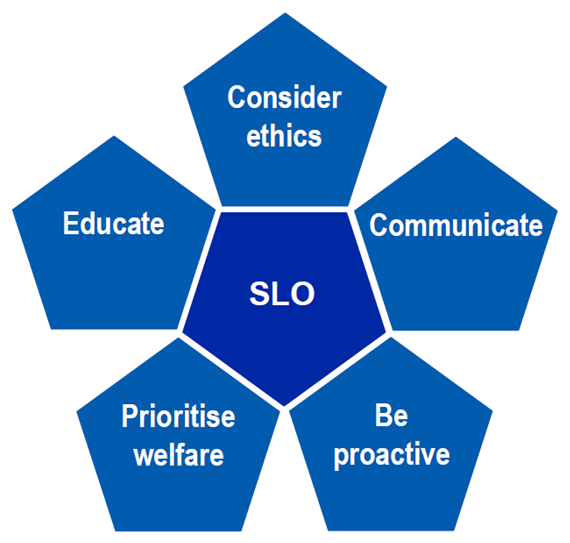 Consider
ethics
Educate
Communicate
SLO
Prioritise
welfare
Be
proactive